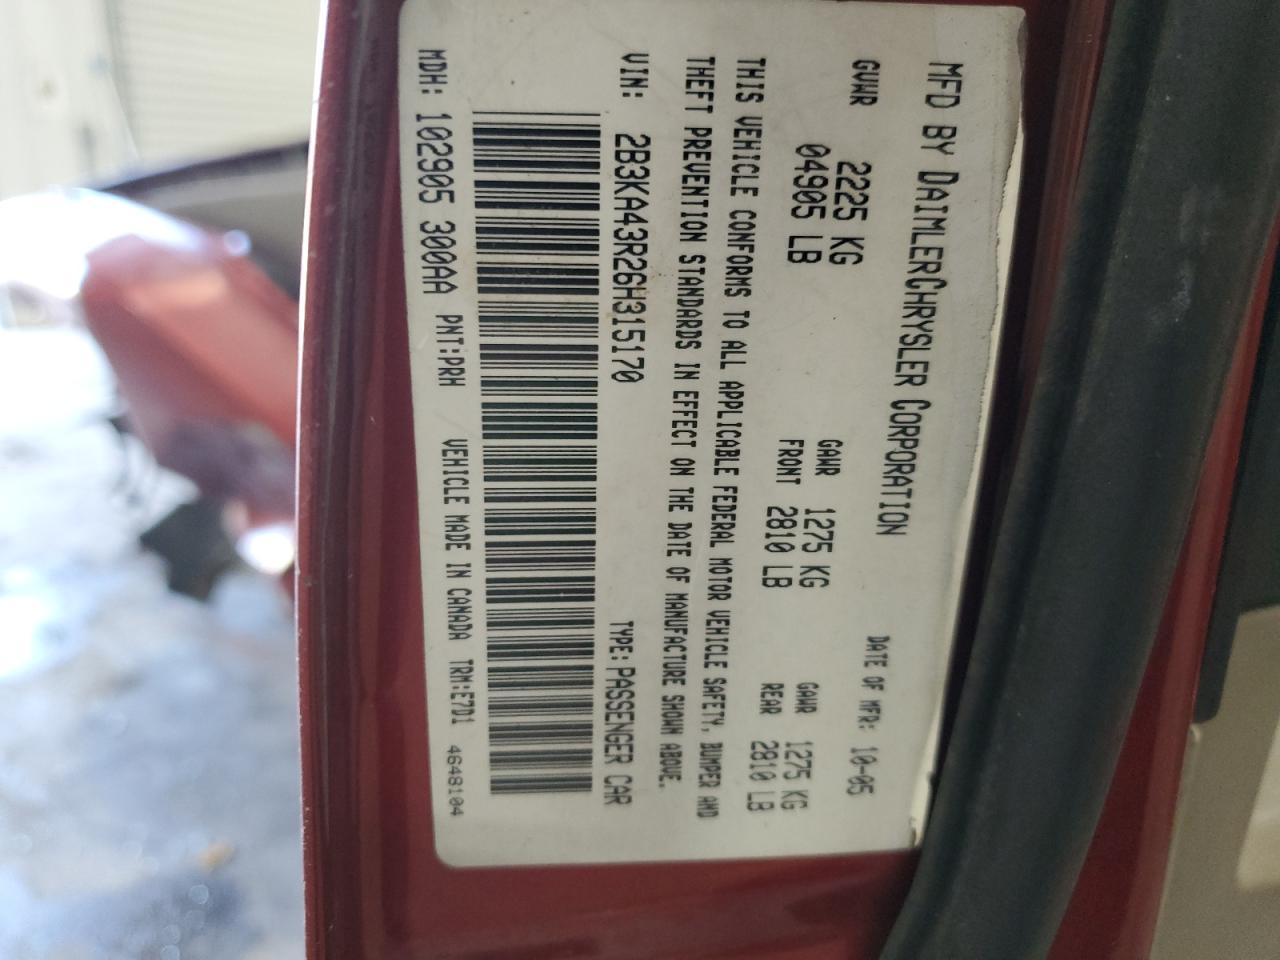 MFD BY DAIMLERCHRYSLER CORPORATION
DATE OF MFR: 10-05
GVWR
2225 KG
04905 LB
GAWR
FRONT
1275 KG
2810 LB
GAWR
REAR
1275 KG
2810 LB
THIS VEHICLE CONFORMS TO ALL APPLICABLE FEDERAL MOTOR VEHICLE SAFETY, BUMPER AND
THEFT PREVENTION STANDARDS IN EFFECT ON THE DATE OF MANUFACTURE SHOWN ABOVE.
VIN: 2B3KA43R26H315170 TYPE: PASSENGER CAR
MDH: 102905 300AA PNT:PRH VEHICLE MADE IN CANADA TRM:E7D1 4648104